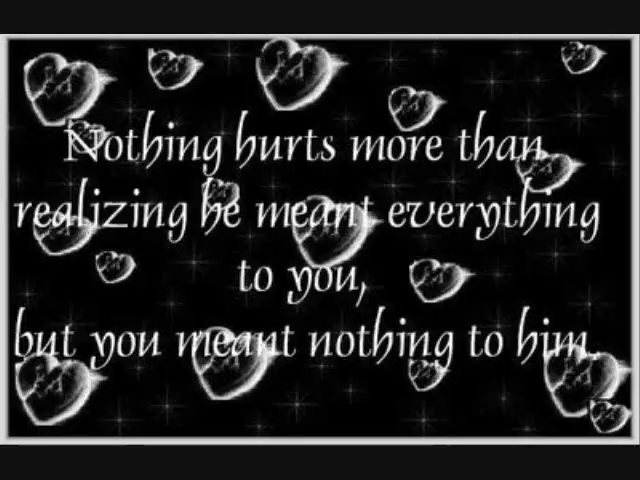 Nothing hurts more than
realizing he meant everything
to you,
but you meant nothing to him.